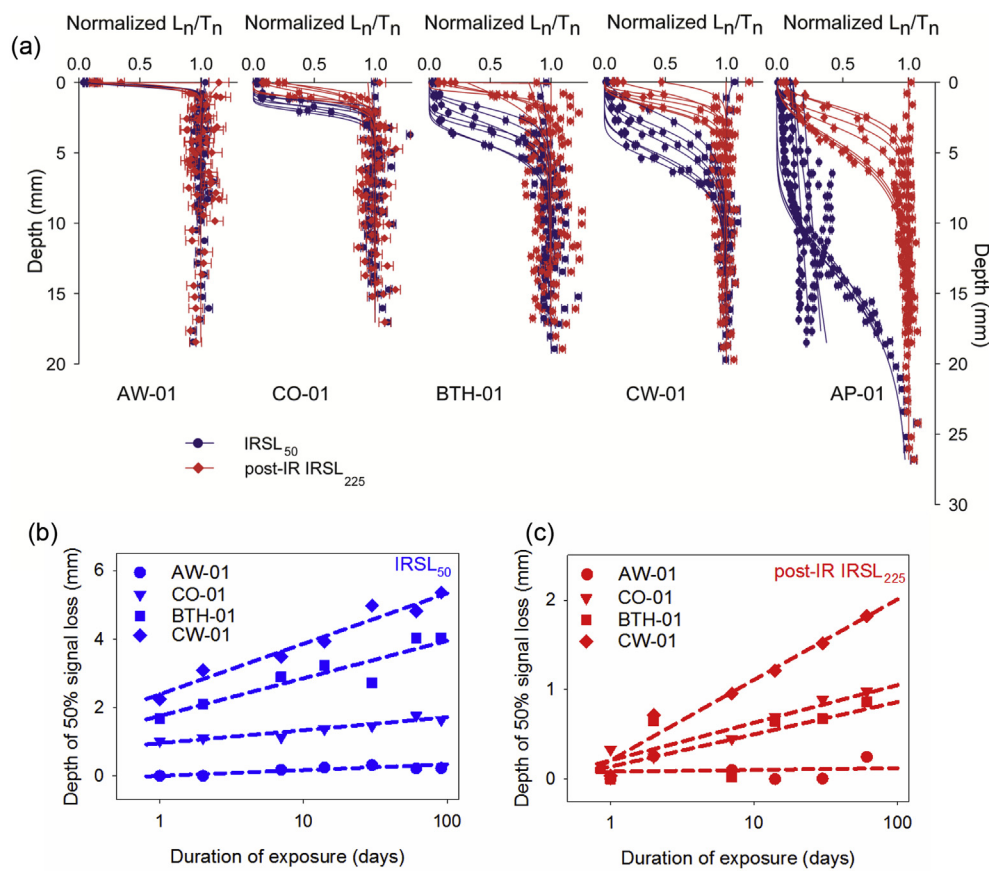 (a)
Normalized Ln/Tn Normalized Ln/Tn Normalized Ln/Tn Normalized Ln/Tn Normalized Ln/Tn
0.0 0.5 1.0 0.0 0.5 1.0 0.0 0.5 1.0 0.0 0.5 1.0 0.0 0.5 1.0
Depth (mm)
0
5
10
15
20
AW-01 CO-01 BTH-01 CW-01 AP-01
Depth (mm)
0
5
10
15
20
25
30
IRSL50
post-IR IRSL225
(b)
IRSL50
AW-01
CO-01
BTH-01
CW-01
Depth of 50% signal loss (mm)
6
4
2
0
1 10 100
Duration of exposure (days)
(c)
post-IR IRSL225
AW-01
CO-01
BTH-01
CW-01
Depth of 50% signal loss (mm)
2
1
0
1 10 100
Duration of exposure (days)